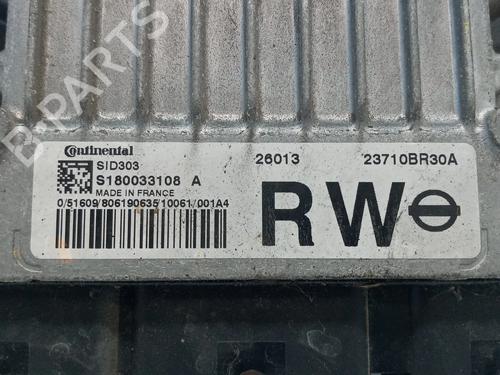 B-PARTS
Continental
SID303
S180033108 A
MADE IN FRANCE
0/51609/806190635/10061/001A4
26013
23710BR30A
RW